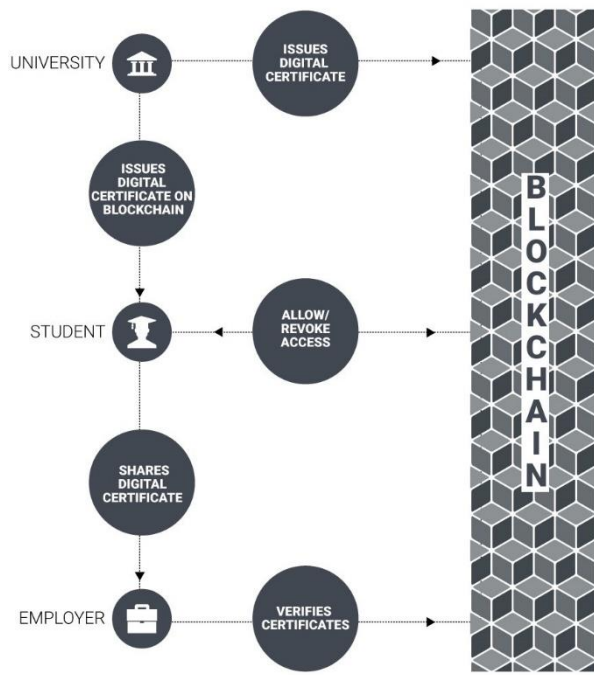 UNIVERSITY
ISSUES
DIGITAL
CERTIFICATE
ISSUES
DIGITAL
CERTIFICATE ON
BLOCKCHAIN
STUDENT
ALLOW/
REVOKE
ACCESS
SHARES
DIGITAL
CERTIFICATE
EMPLOYER
VERIFIES
CERTIFICATES
BLOCKCHAIN